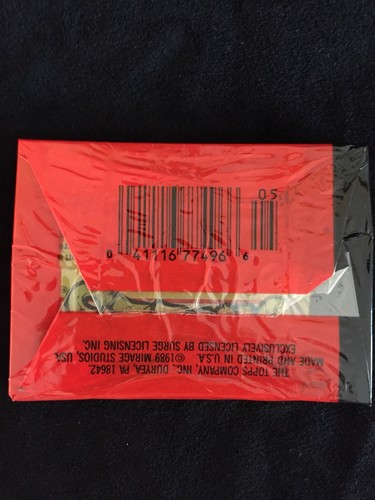 05
0 41116 77496 6
THE TOPPS COMPANY, INC., DURYEA, PA 18642.
MADE AND PRINTED IN U.S.A. ©1989 MIRAGE STUDIOS, USA
EXCLUSIVELY LICENSED BY SURGE LICENSING INC.